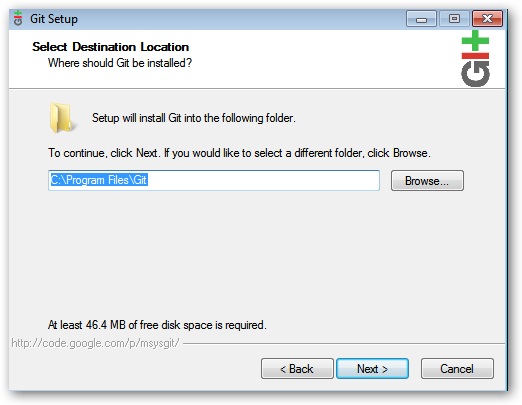 Git Setup
Select Destination Location
Where should Git be installed?
Git
Setup will install Git into the following folder.
To continue, click Next. If you would like to select a different folder, click Browse.
C:\Program Files\Git
Browse...
At least 46.4 MB of free disk space is required.
http://code.google.com/p/msysgit/
< Back
Next >
Cancel